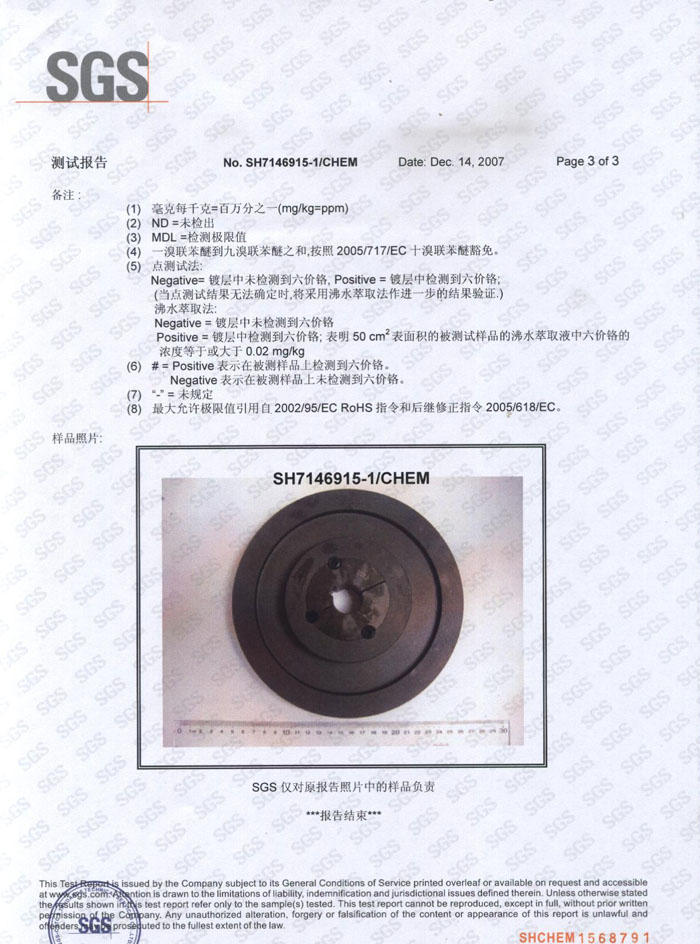 SGS
测试报告 No. SH7146915-1/CHEM Date: Dec. 14, 2007 Page 3 of 3
备注:
(1) 毫克每千克=百万分之一(mg/kg=ppm)
(2) ND =未检出
(3) MDL =检测极限值
(4) 一溴联苯醚到九溴联苯醚之和,按照 2005/717/EC 十溴联苯醚豁免。
(5) 点测试法:
Negative= 镀层中未检测到六价铬, Positive = 镀层中检测到六价铬;
(当点测试结果无法确定时,将采用沸水萃取法作进一步的结果验证.)
沸水萃取法:
Negative = 镀层中未检测到六价铬
Positive = 镀层中检测到六价铬; 表明 50 cm² 表面积的被测试样品的沸水萃取液中六价铬的
浓度等于或大于 0.02 mg/kg
(6) # = Positive 表示在被测样品上检测到六价铬。
Negative 表示在被测样品上未检测到六价铬。
(7) "-" = 未规定
(8) 最大允许极限值引用自 2002/95/EC RoHS 指令和后继修正指令 2005/618/EC。
样品照片:
SH7146915-1/CHEM
SGS 仅对原报告照片中的样品负责
***报告结束***
This Test Report is issued by the Company subject to its General Conditions of Service printed overleaf or available on request and accessible
at www.sgs.com. Attention is drawn to the limitations of liability, indemnification and jurisdictional issues defined therein. Unless otherwise stated
the results shown in this test report refer only to the sample(s) tested. This test report cannot be reproduced, except in full, without prior written
permission of the Company. Any unauthorized alteration, forgery or falsification of the content or appearance of this report is unlawful and
offenders may be prosecuted to the fullest extent of the law.
SGS
SHCHEM 1568791